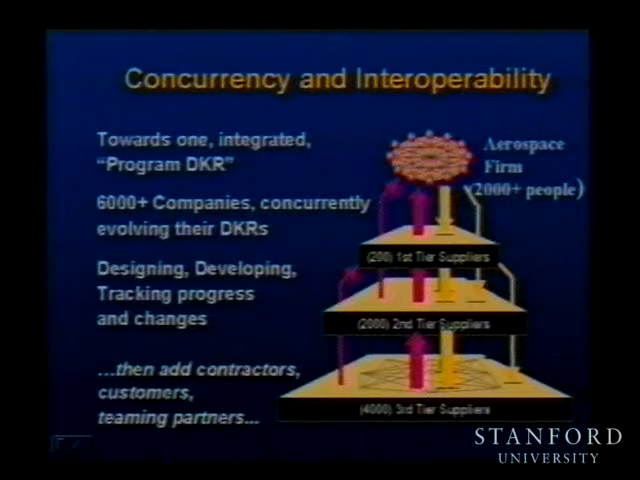 Concurrency and Interoperability
Towards one, integrated,
"Program DKR"
6000+ Companies, concurrently
evolving their DKRs
Designing, Developing,
Tracking progress
and changes
...then add contractors,
customers,
teaming partners...
Aerospace
Firm
(2000+ people)
(200) 1st Tier Suppliers
(2000) 2nd Tier Suppliers
(4000) 3rd Tier Suppliers
STANFORD
UNIVERSITY